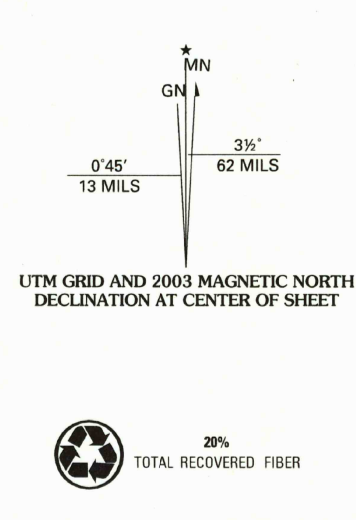 ★
MN
GN
3½°
62 MILS
0°45′
13 MILS
UTM GRID AND 2003 MAGNETIC NORTH
DECLINATION AT CENTER OF SHEET
20%
TOTAL RECOVERED FIBER